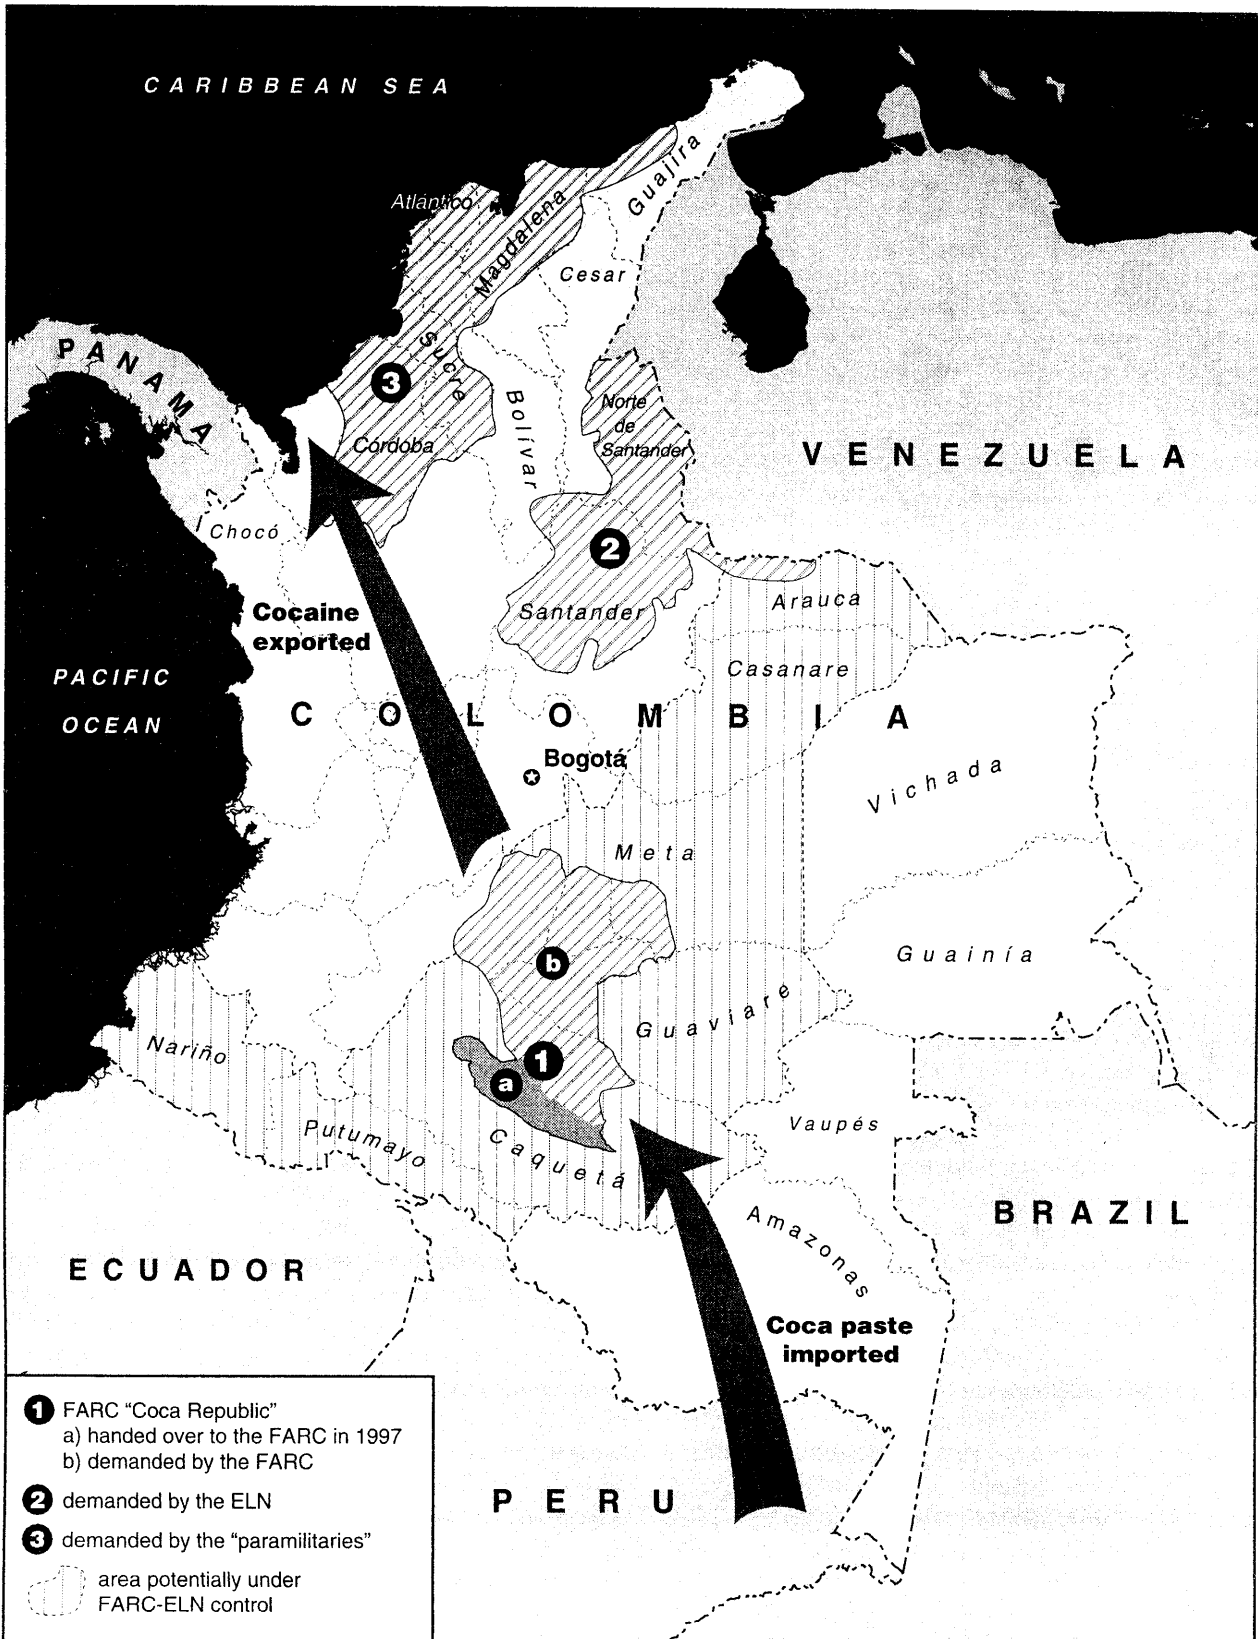 CARIBBEAN SEA
Atlántico
Magdalena
Guajira
Cesar
PANAMA
Sucre
3
Córdoba
Bolívar
Norte
de
Santander
VENEZUELA
Chocó
2
Santander
Arauca
Cocaine
exported
Casanare
PACIFIC
OCEAN
COLOMBIA
Bogotá
Vichada
Meta
b
Guainía
Guaviare
Nariño
1
a
Putumayo
Caquetá
Vaupés
BRAZIL
Amazonas
ECUADOR
Coca paste
imported
PERU
1 FARC “Coca Republic”
a) handed over to the FARC in 1997
b) demanded by the FARC
2 demanded by the ELN
3 demanded by the “paramilitaries”
area potentially under
FARC-ELN control